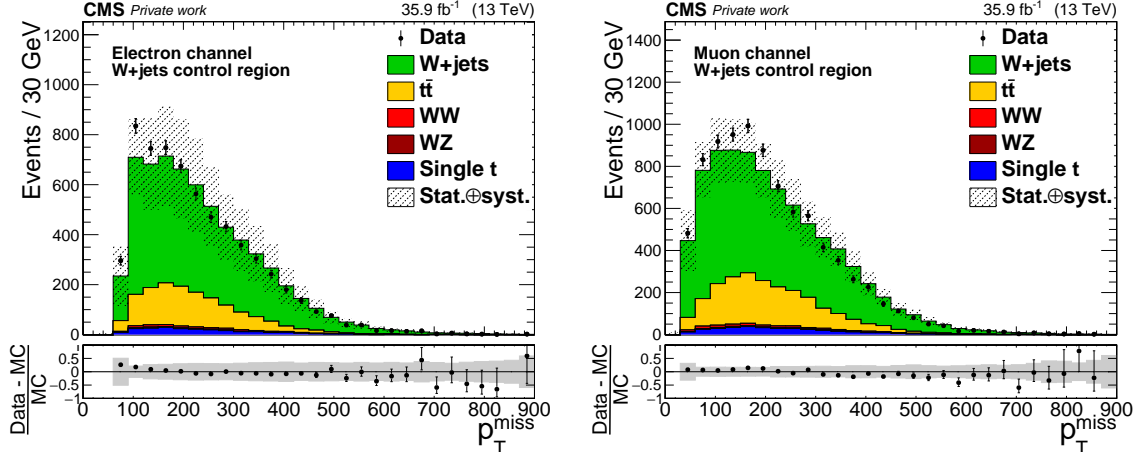 CMS Private work 35.9 fb⁻¹ (13 TeV)
Events / 30 GeV
1200
1000
800
600
400
200
0
Electron channel
W+jets control region
Data
W+jets
tt̄
WW
WZ
Single t
Stat.⊕syst.
Data - MC
MC
0.5
0
−0.5
−1
0 100 200 300 400 500 600 700 800 900
p_T^miss
CMS Private work 35.9 fb⁻¹ (13 TeV)
Events / 30 GeV
1400
1200
1000
800
600
400
200
0
Muon channel
W+jets control region
Data
W+jets
tt̄
WW
WZ
Single t
Stat.⊕syst.
Data - MC
MC
0.5
0
−0.5
−1
0 100 200 300 400 500 600 700 800 900
p_T^miss